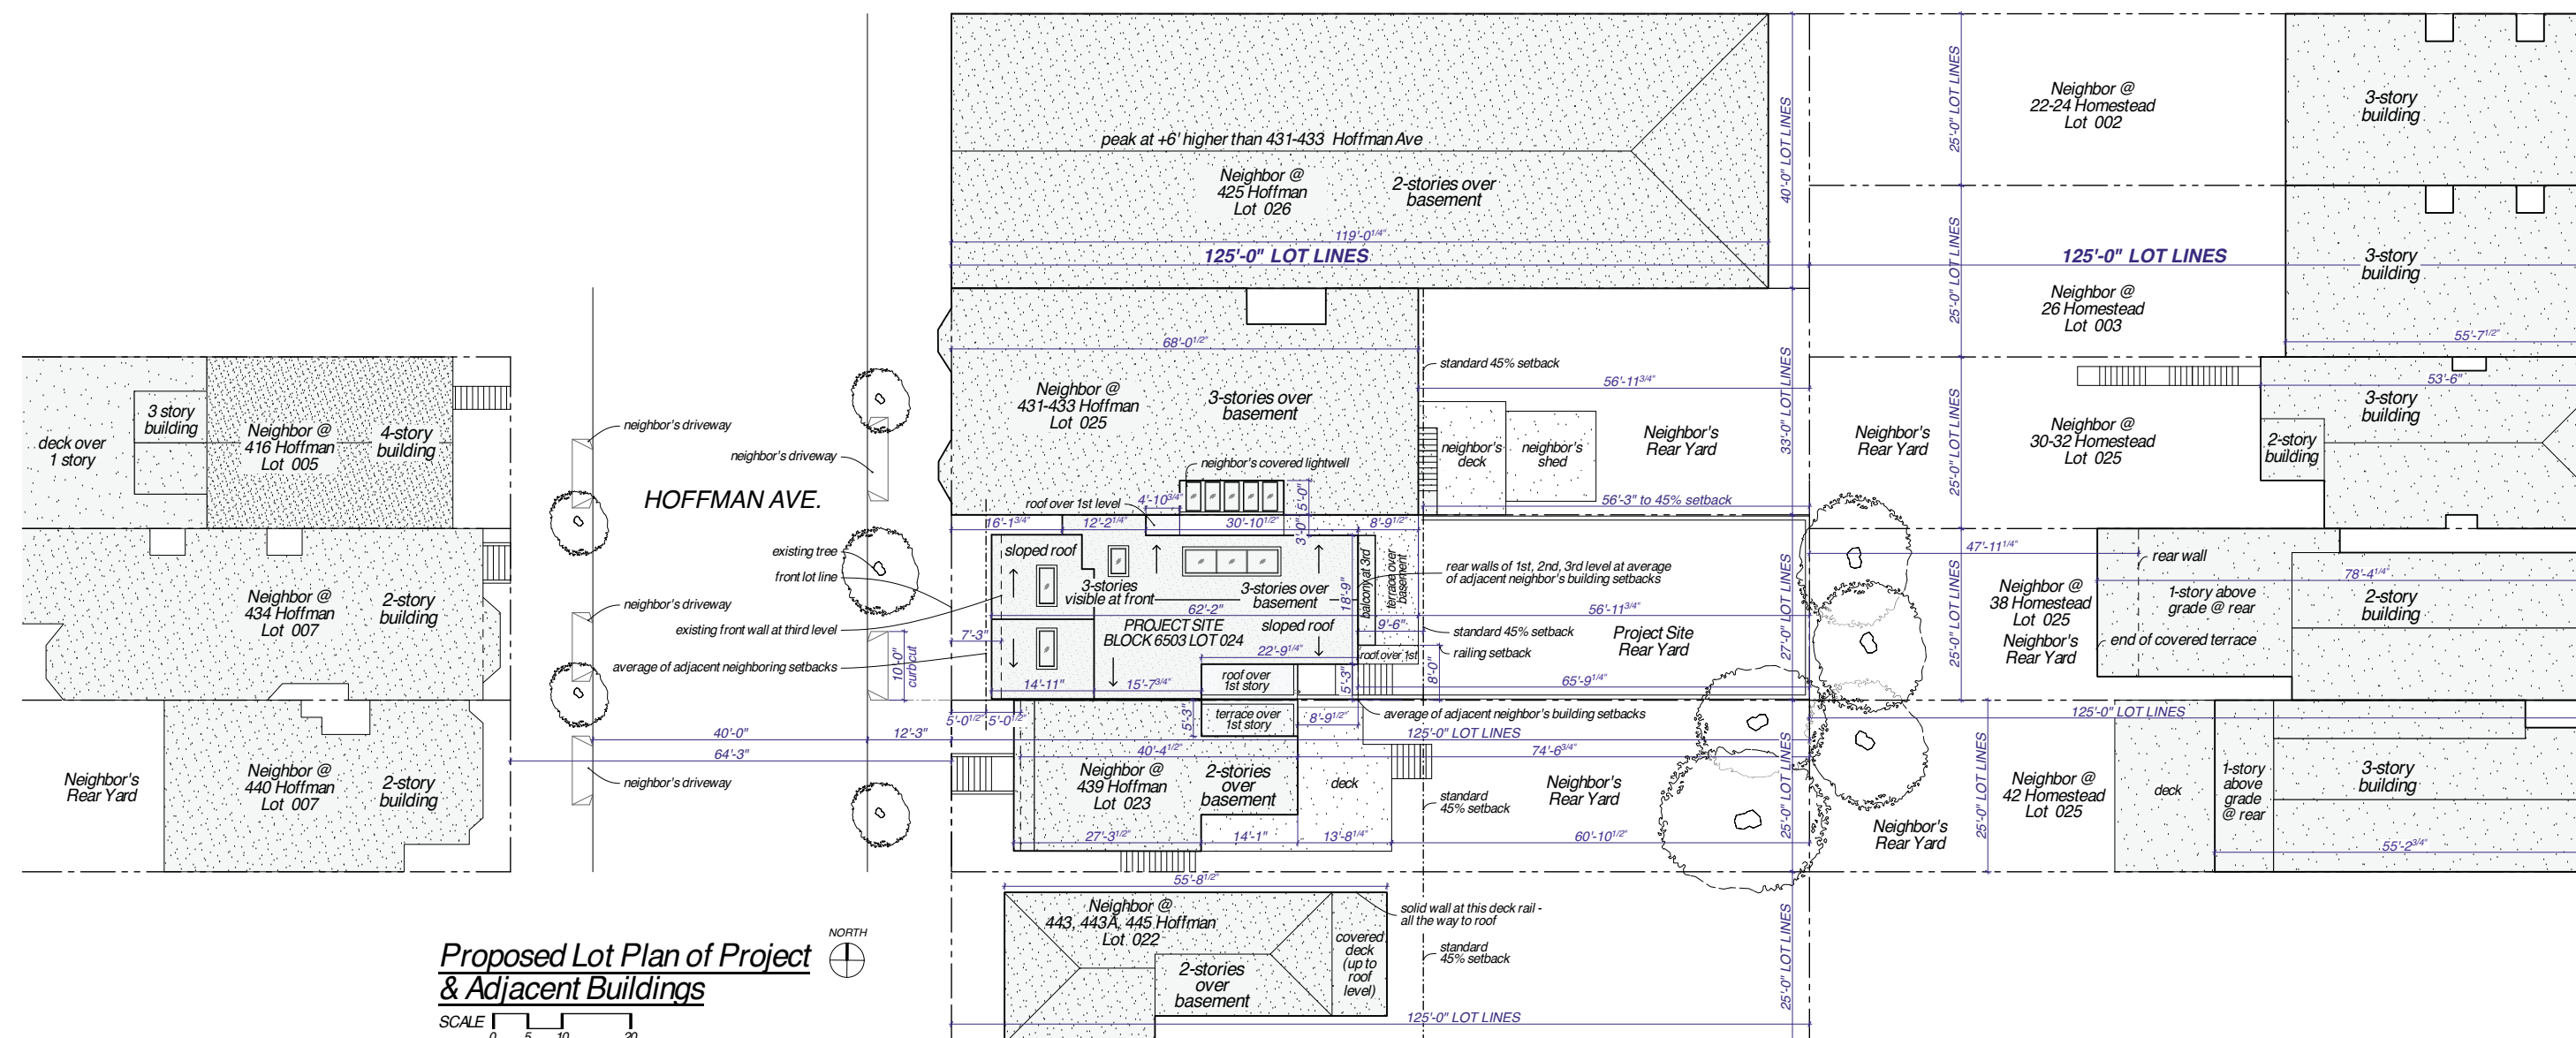 peak at +6' higher than 431-433 Hoffman Ave
Neighbor @
425 Hoffman
Lot 026
2-stories over
basement
119'-0 1/4"
125'-0" LOT LINES
40'-0" LOT LINES
25'-0" LOT LINES
Neighbor @
22-24 Homestead
Lot 002
3-story
building
25'-0" LOT LINES
125'-0" LOT LINES
Neighbor @
26 Homestead
Lot 003
3-story
building
55'-7 1/2"
deck over
1 story
3 story
building
Neighbor @
416 Hoffman
Lot 005
4-story
building
neighbor's driveway
neighbor's driveway
HOFFMAN AVE.
68'-0 1/2"
Neighbor @
431-433 Hoffman
Lot 025
3-stories over
basement
neighbor's covered lightwell
standard 45% setback
56'-11 3/4"
neighbor's
deck
neighbor's
shed
Neighbor's
Rear Yard
33'-0" LOT LINES
56'-3" to 45% setback
Neighbor's
Rear Yard
25'-0" LOT LINES
Neighbor @
30-32 Homestead
Lot 025
53'-6"
3-story
building
2-story
building
roof over 1st level
4'-10 3/4"
5'-0"
16'-1 3/4"
12'-2 1/4"
30'-10 1/2"
3'-0"
8'-9 1/2"
existing tree
front lot line
neighbor's driveway
existing front wall at third level
average of adjacent neighboring setbacks
Neighbor @
434 Hoffman
Lot 007
2-story
building
sloped roof
3-stories
visible at front
3-stories over
basement
62'-2"
18'-9"
balcony at 3rd
terrace over
basement
PROJECT SITE
BLOCK 6503 LOT 024
sloped roof
7'-3"
9'-6"
22'-9 1/4"
roof over 1st
rear walls of 1st, 2nd, 3rd level at average
of adjacent neighbor's building setbacks
56'-11 3/4"
standard 45% setback
railing setback
Project Site
Rear Yard
27'-0" LOT LINES
10'-0"
curb cut
14'-11"
15'-7 3/4"
roof over
1st story
5'-3"
8'-0"
65'-9 1/4"
47'-11 1/4"
25'-0" LOT LINES
rear wall
Neighbor @
38 Homestead
Lot 025
Neighbor's
Rear Yard
1-story above
grade @ rear
end of covered terrace
78'-4 1/4"
2-story
building
5'-0 1/2"
5'-0 1/2"
5'-3"
terrace over
1st story
8'-9 1/2"
average of adjacent neighbor's building setbacks
125'-0" LOT LINES
125'-0" LOT LINES
40'-0"
12'-3"
64'-3"
40'-4 1/2"
74'-6 3/4"
Neighbor's
Rear Yard
Neighbor @
440 Hoffman
Lot 007
2-story
building
neighbor's driveway
Neighbor @
439 Hoffman
Lot 023
2-stories
over
basement
deck
standard
45% setback
Neighbor's
Rear Yard
25'-0" LOT LINES
27'-3 1/2"
14'-1"
13'-8 1/4"
60'-10 1/2"
Neighbor's
Rear Yard
25'-0" LOT LINES
Neighbor @
42 Homestead
Lot 025
deck
1-story
above
grade
@ rear
3-story
building
55'-2 3/4"
55'-8 1/2"
Neighbor @
443, 443A, 445 Hoffman
Lot 022
2-stories
over
basement
covered
deck
(up to
roof
level)
solid wall at this deck rail -
all the way to roof
standard
45% setback
25'-0" LOT LINES
125'-0" LOT LINES
Proposed Lot Plan of Project
& Adjacent Buildings
NORTH
SCALE
0 5 10 20